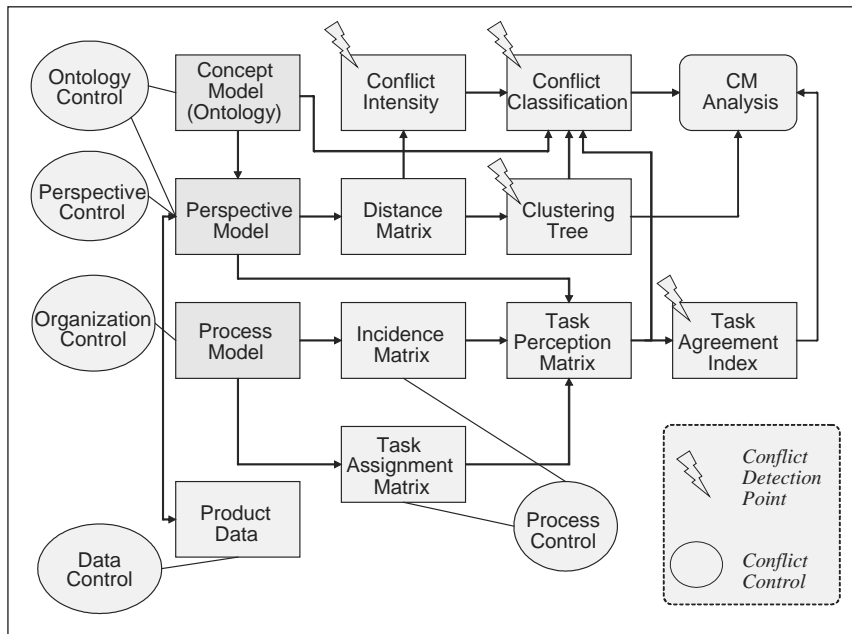 Ontology
Control
Concept
Model
(Ontology)
Conflict
Intensity
Conflict
Classification
CM
Analysis
Perspective
Control
Perspective
Model
Distance
Matrix
Clustering
Tree
Organization
Control
Process
Model
Incidence
Matrix
Task
Perception
Matrix
Task
Agreement
Index
Task
Assignment
Matrix
Product
Data
Process
Control
Data
Control
Conflict
Detection
Point
Conflict
Control